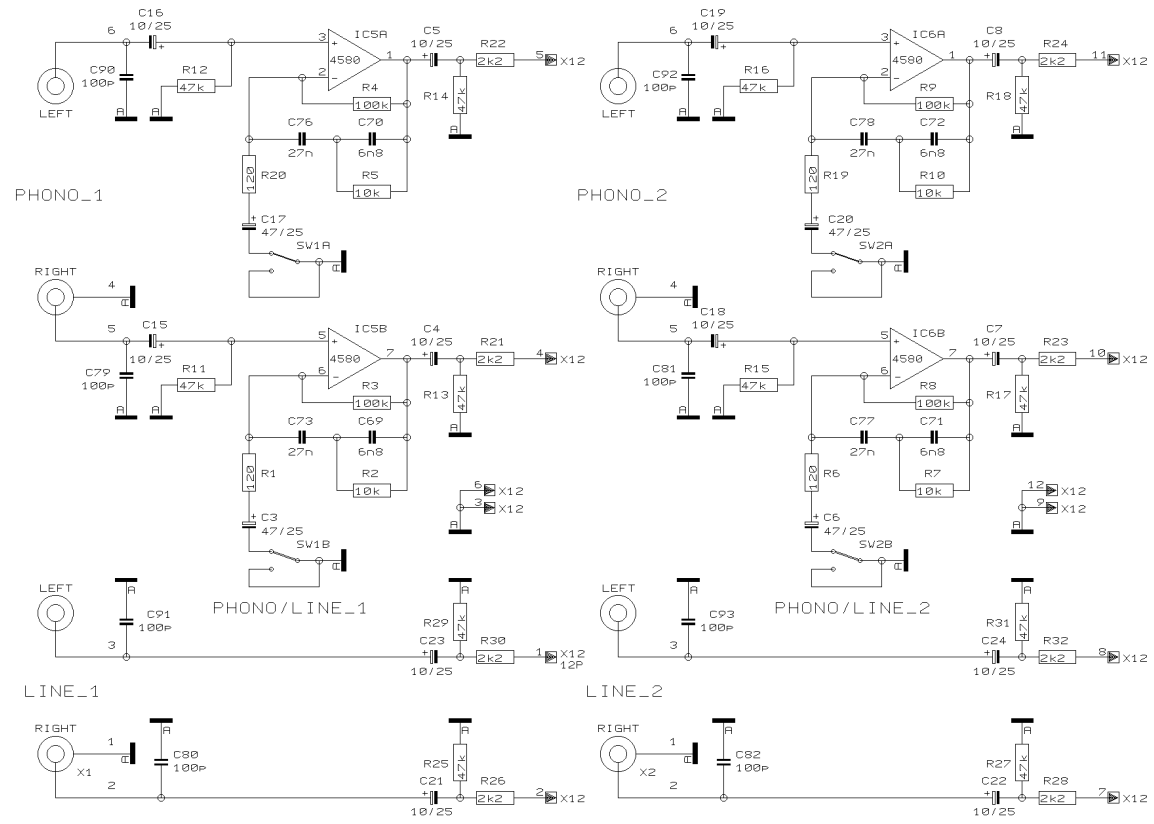 C16
10/25
6
C90
100p
LEFT
A
A
R12
47k
3
+
IC5A
4580
1
2
−
C5
10/25
+
R22
2k2
5
X12
R14
47k
A
R4
100k
C76
27n
C70
6n8
R5
10k
120
R20
C17
47/25
+
SW1A
A
PHONO_1
C19
10/25
6
C92
100p
LEFT
A
A
R16
47k
3
+
IC6A
4580
1
2
−
C8
10/25
+
R24
2k2
11
X12
R18
47k
A
R9
100k
C78
27n
C72
6n8
R10
10k
120
R19
C20
47/25
+
SW2A
A
PHONO_2
RIGHT
4
A
5
C15
10/25
C79
100p
A
A
R11
47k
5
+
IC5B
4580
7
6
−
C4
10/25
+
R21
2k2
4
X12
R13
47k
A
R3
100k
C73
27n
C69
6n8
R2
10k
120
R1
C3
47/25
+
SW1B
A
6
X12
3
X12
A
PHONO/LINE_1
RIGHT
4
A
5
C18
10/25
C81
100p
A
A
R15
47k
5
+
IC6B
4580
7
6
−
C7
10/25
+
R23
2k2
10
X12
R17
47k
A
R8
100k
C77
27n
C71
6n8
R7
10k
120
R6
C6
47/25
+
SW2B
A
12
X12
9
X12
A
PHONO/LINE_2
LEFT
A
C91
100p
3
A
R29
47k
C23
+
10/25
R30
2k2
1
X12
12P
LINE_1
LEFT
A
C93
100p
3
A
R31
47k
C24
+
10/25
R32
2k2
8
X12
LINE_2
RIGHT
1
A
X1
2
A
C80
100p
A
R25
47k
C21
+
10/25
R26
2k2
2
X12
RIGHT
1
A
X2
2
A
C82
100p
A
R27
47k
C22
+
10/25
R28
2k2
7
X12